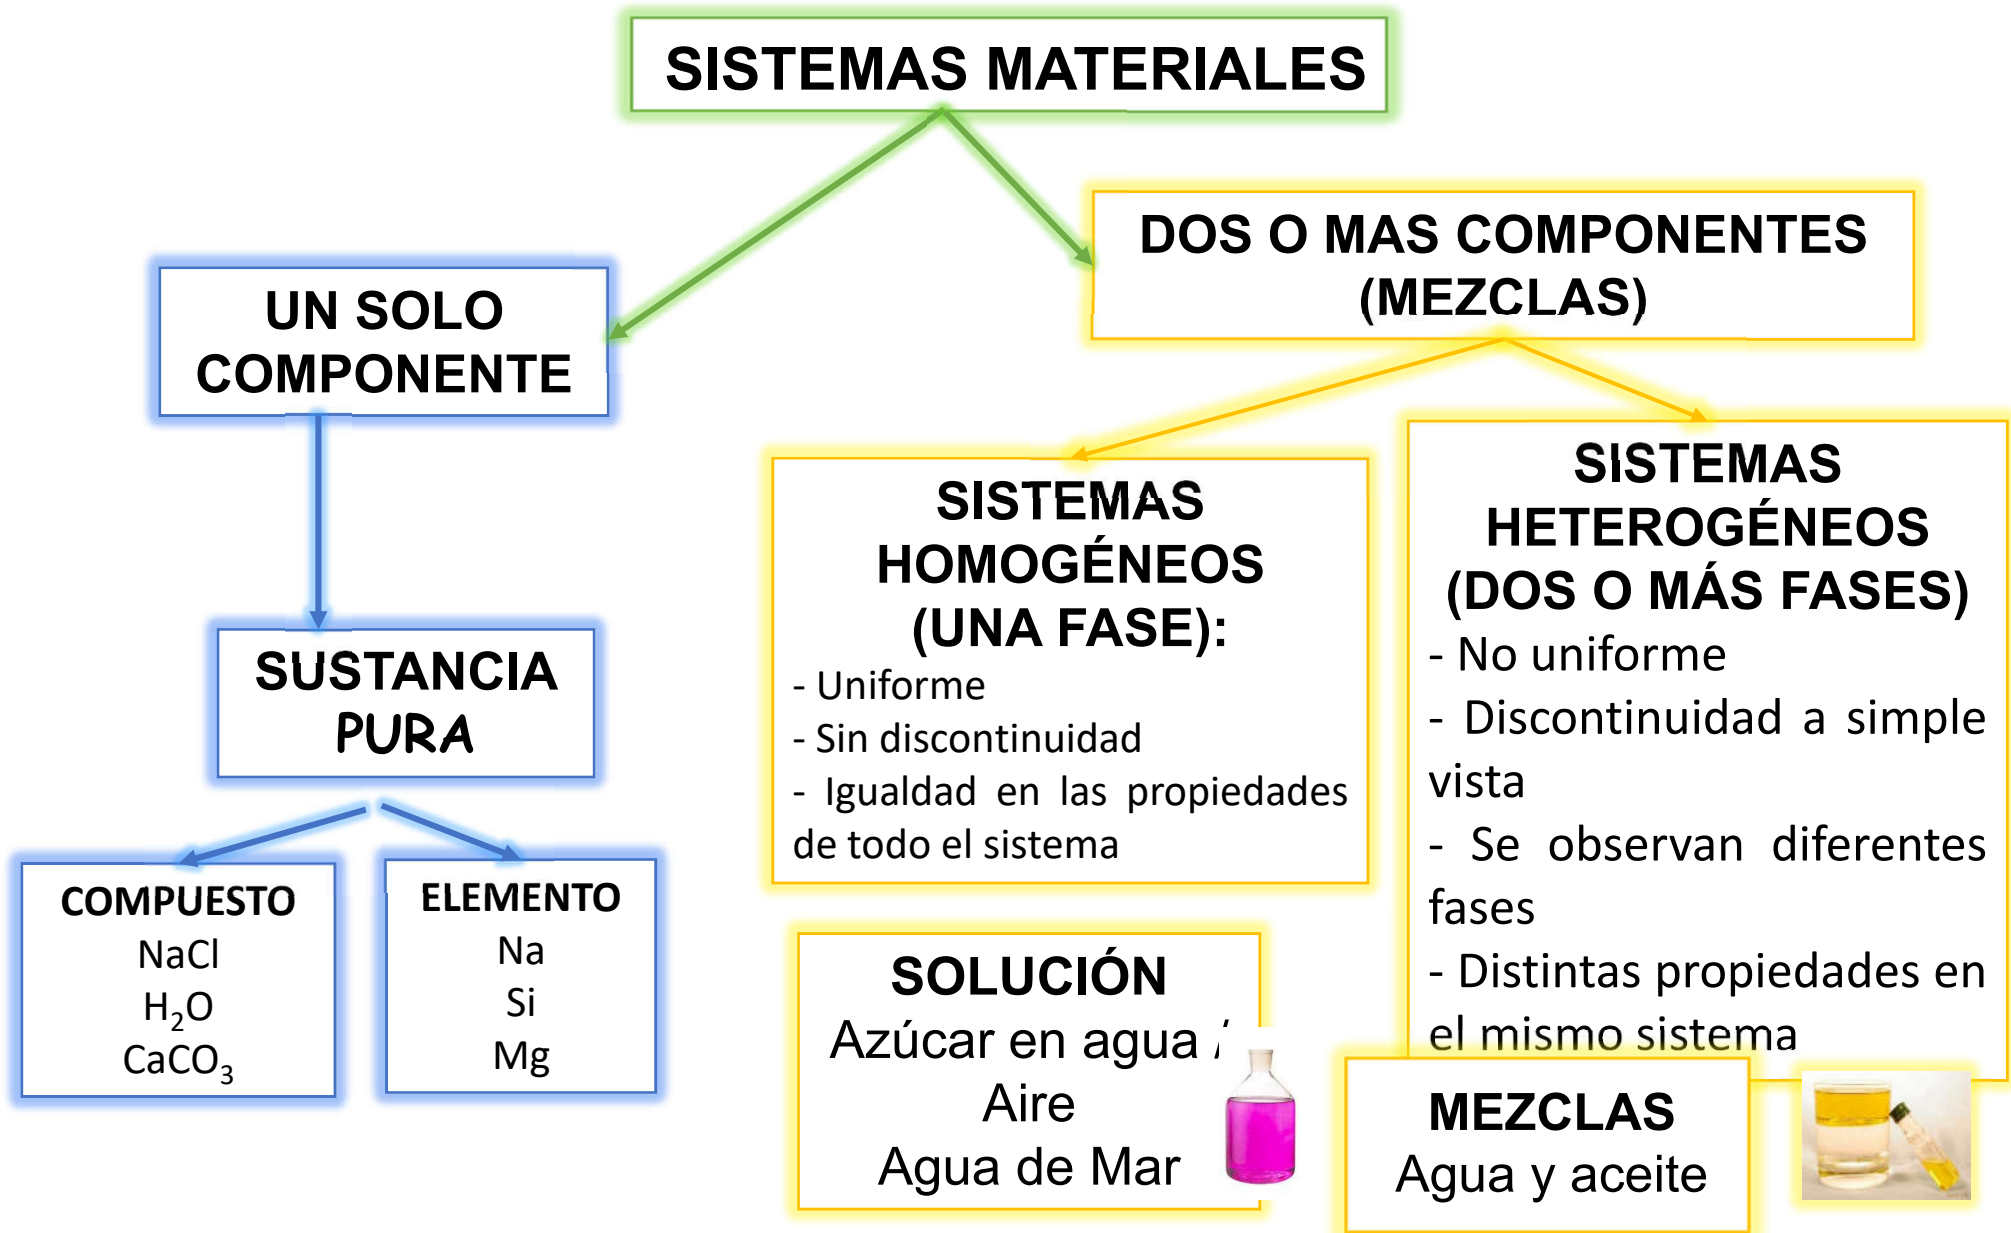 SISTEMAS MATERIALES
DOS O MAS COMPONENTES
(MEZCLAS)
UN SOLO
COMPONENTE
SISTEMAS
HOMOGÉNEOS
(UNA FASE):
- Uniforme
- Sin discontinuidad
- Igualdad en las propiedades
de todo el sistema
SISTEMAS
HETEROGÉNEOS
(DOS O MÁS FASES)
- No uniforme
- Discontinuidad a simple
vista
- Se observan diferentes
fases
- Distintas propiedades en
el mismo sistema
SUSTANCIA
PURA
COMPUESTO
NaCl
H₂O
CaCO₃
ELEMENTO
Na
Si
Mg
SOLUCIÓN
Azúcar en agua /
Aire
Agua de Mar
MEZCLAS
Agua y aceite